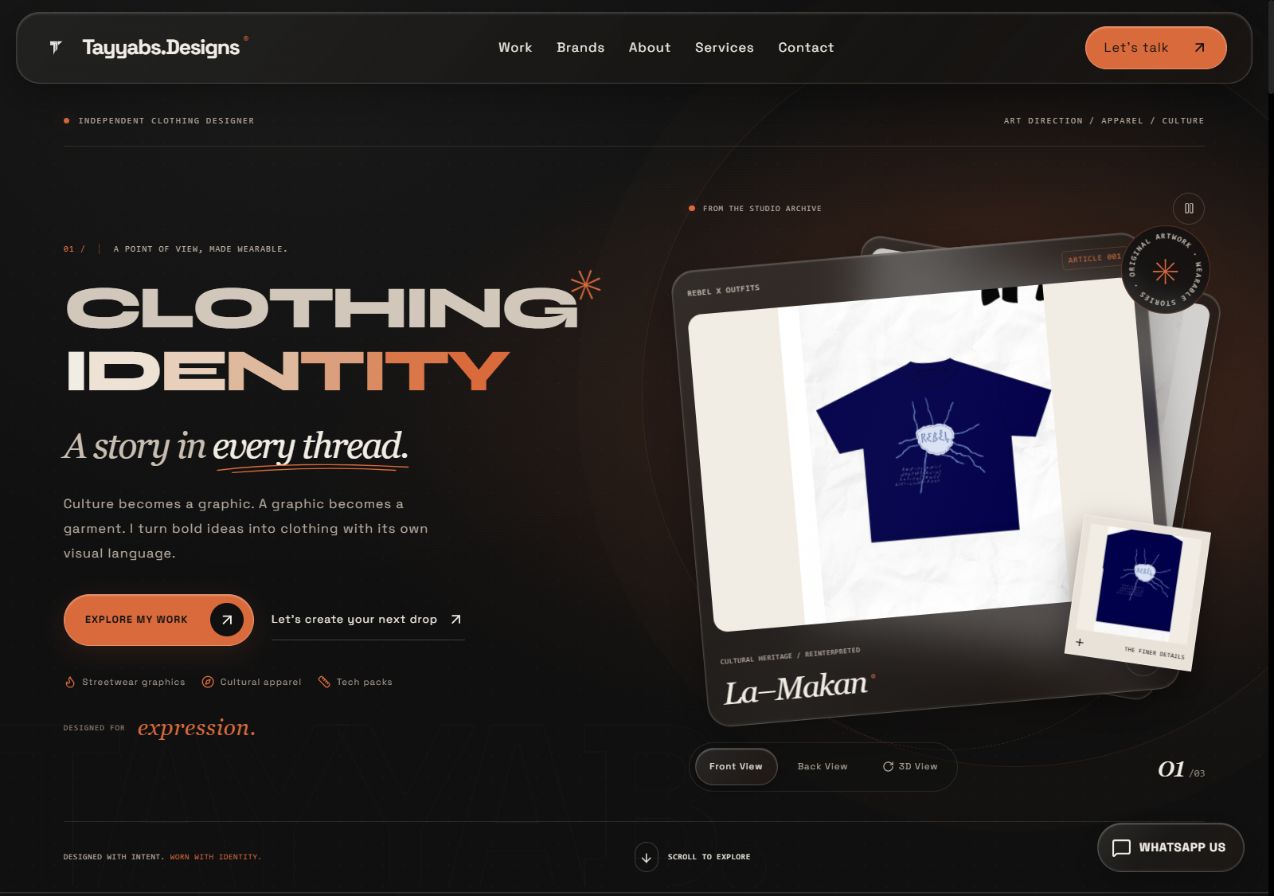 Tayyabs.Designs
Work
Brands
About
Services
Contact
Let's talk
INDEPENDENT CLOTHING DESIGNER
ART DIRECTION / APPAREL / CULTURE
FROM THE STUDIO ARCHIVE
01 / | A POINT OF VIEW, MADE WEARABLE.
CLOTHING
IDENTITY
A story in every thread.
Culture becomes a graphic. A graphic becomes a
garment. I turn bold ideas into clothing with its own
visual language.
EXPLORE MY WORK
Let's create your next drop
Streetwear graphics
Cultural apparel
Tech packs
DESIGNED FOR expression.
REBEL X OUTFITS
ARTICLE 001
ORIGINAL ARTWORK · WEARABLE STORIES ·
REBEL
REBEL
THE FINER DETAILS
CULTURAL HERITAGE / REINTERPRETED
La—Makan
Front View
Back View
3D View
01 /03
TAYYABS
DESIGNED WITH INTENT. WORN WITH IDENTITY.
SCROLL TO EXPLORE
WHATSAPP US